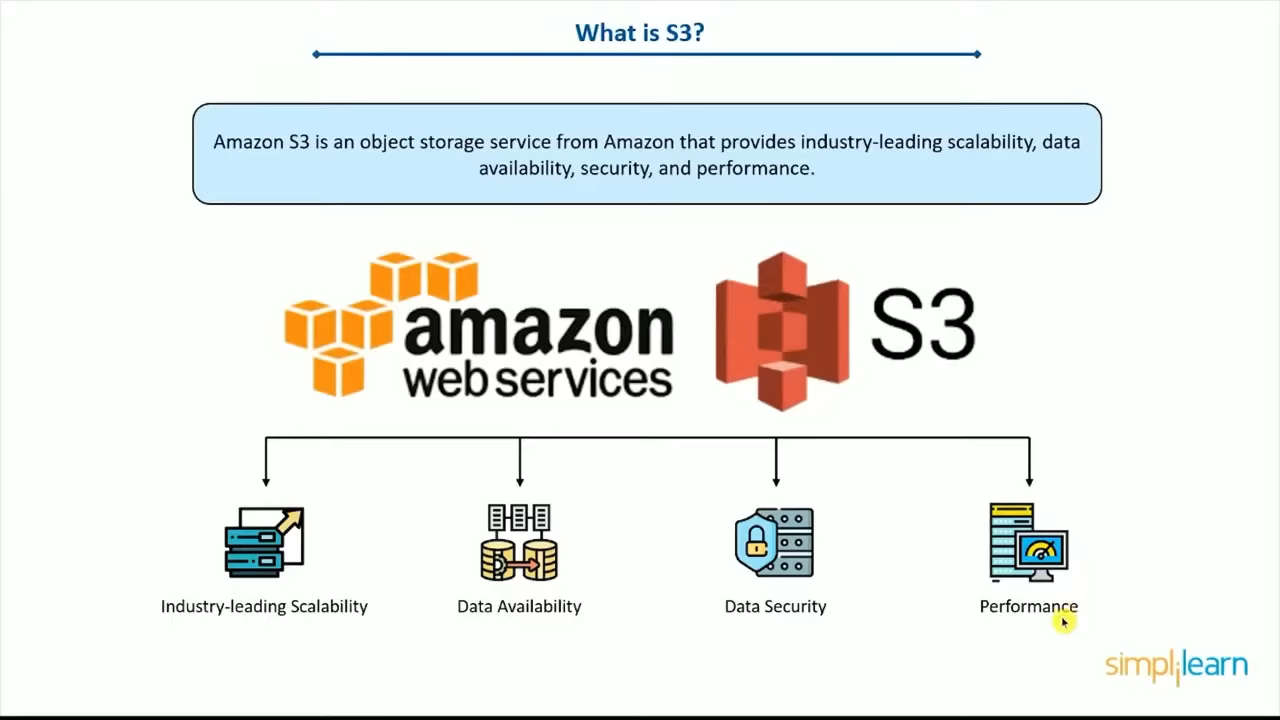 What is S3?
Amazon S3 is an object storage service from Amazon that provides industry-leading scalability, data
availability, security, and performance.
amazon
web services
S3
Industry-leading Scalability
Data Availability
Data Security
Performance
simplilearn